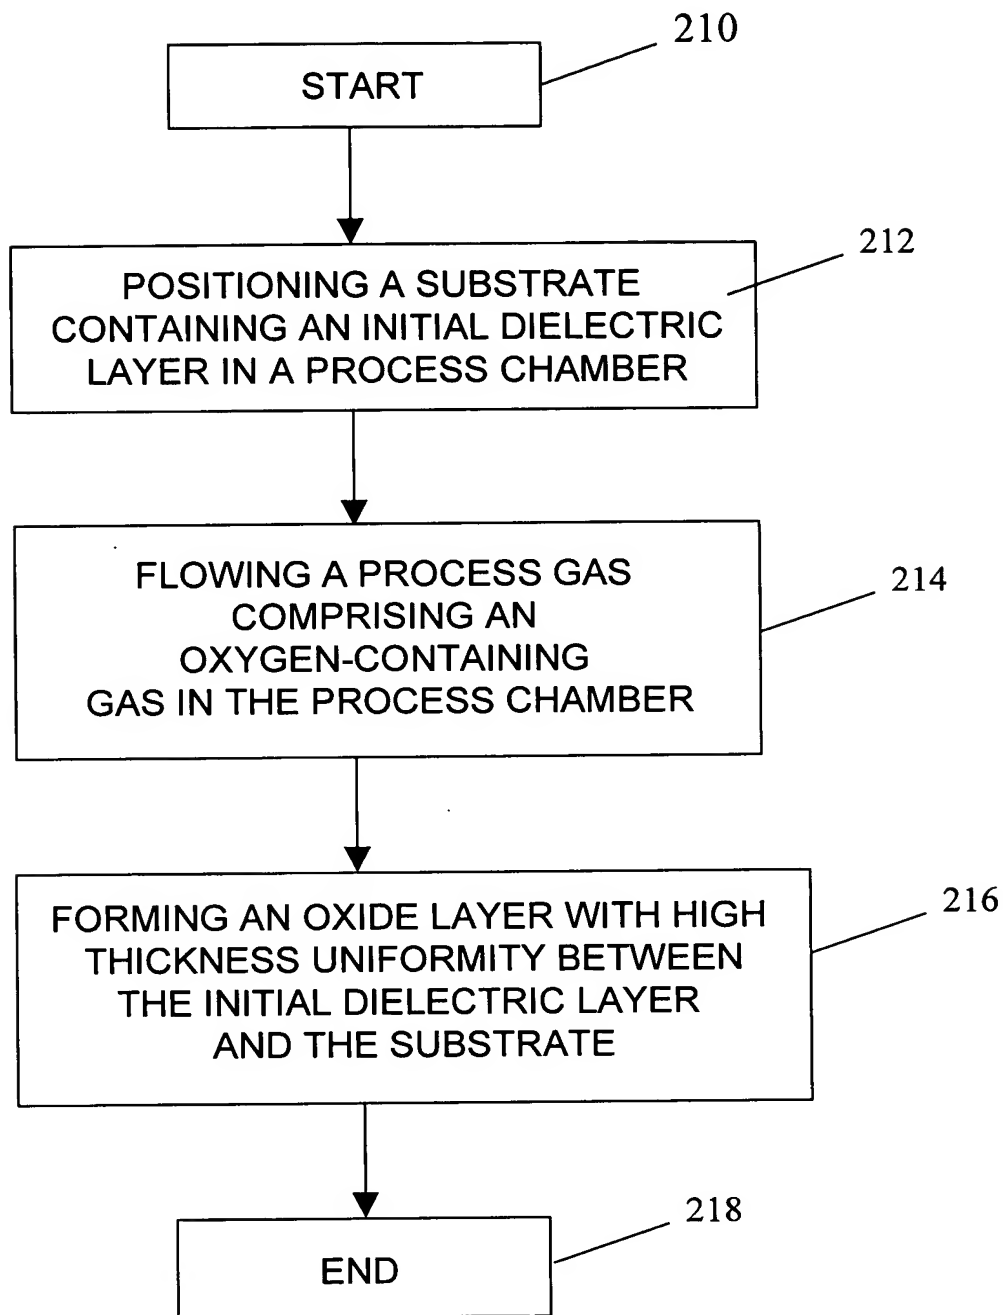 210
START
212
POSITIONING A SUBSTRATE
CONTAINING AN INITIAL DIELECTRIC
LAYER IN A PROCESS CHAMBER
214
FLOWING A PROCESS GAS
COMPRISING AN
OXYGEN-CONTAINING
GAS IN THE PROCESS CHAMBER
216
FORMING AN OXIDE LAYER WITH HIGH
THICKNESS UNIFORMITY BETWEEN
THE INITIAL DIELECTRIC LAYER
AND THE SUBSTRATE
218
END